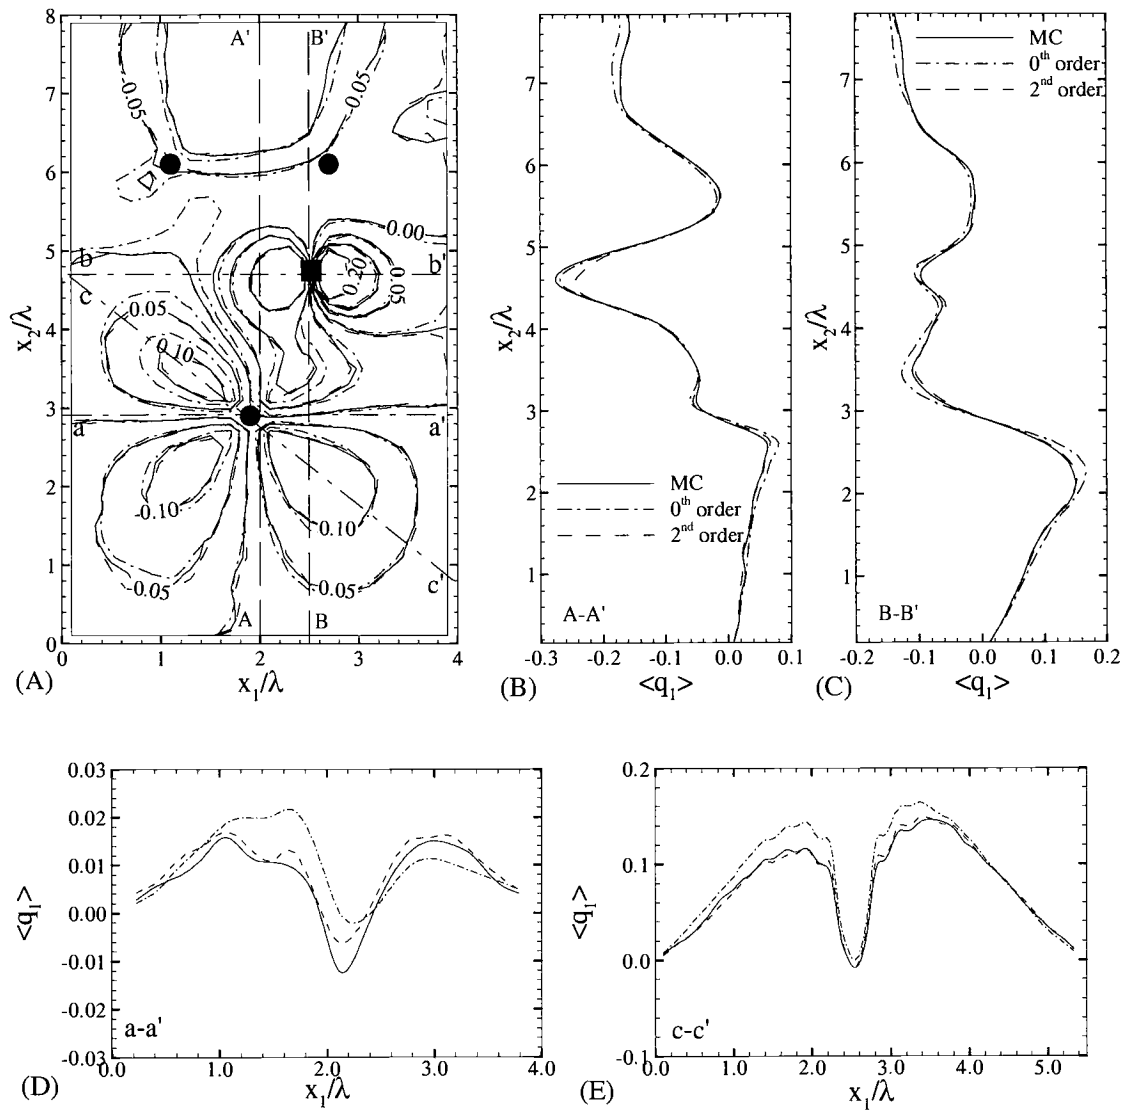 8
7
6
5
4
3
2
1
0
x2/λ
0 1 2 3 4
x1/λ
(A)
A' B'
-0.05
-0.05
0.00
b
b'
c
0.20
0.05
0.05
0.10
a
a'
-0.10
0.10
-0.05
0.05
c'
A
B
7
6
5
4
3
2
1
x2/λ
MC
0th order
2nd order
A-A'
-0.3 -0.2 -0.1 0.0 0.1
(B) <q1>
7
6
5
4
3
2
1
x2/λ
MC
0th order
2nd order
B-B'
-0.2 -0.1 0.0 0.1 0.2
(C) <q1>
0.03
0.02
0.01
0.00
-0.01
-0.02
-0.03
<q1>
a-a'
0.0 1.0 2.0 3.0 4.0
(D) x1/λ
0.2
0.1
0.0
-0.1
<q1>
c-c'
0.0 1.0 2.0 3.0 4.0 5.0
(E) x1/λ